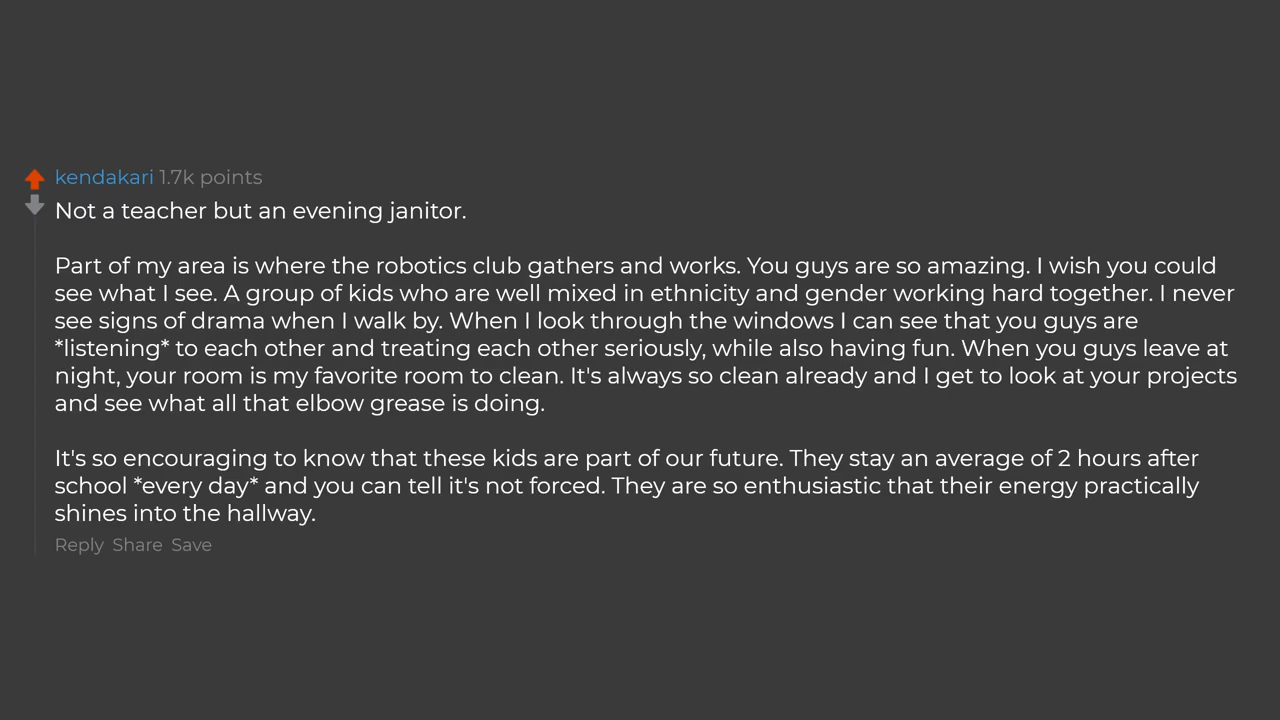 kendakari 1.7k points
Not a teacher but an evening janitor.
Part of my area is where the robotics club gathers and works. You guys are so amazing. I wish you could
see what I see. A group of kids who are well mixed in ethnicity and gender working hard together. I never
see signs of drama when I walk by. When I look through the windows I can see that you guys are
*listening* to each other and treating each other seriously, while also having fun. When you guys leave at
night, your room is my favorite room to clean. It's always so clean already and I get to look at your projects
and see what all that elbow grease is doing.
It's so encouraging to know that these kids are part of our future. They stay an average of 2 hours after
school *every day* and you can tell it's not forced. They are so enthusiastic that their energy practically
shines into the hallway.
Reply Share Save